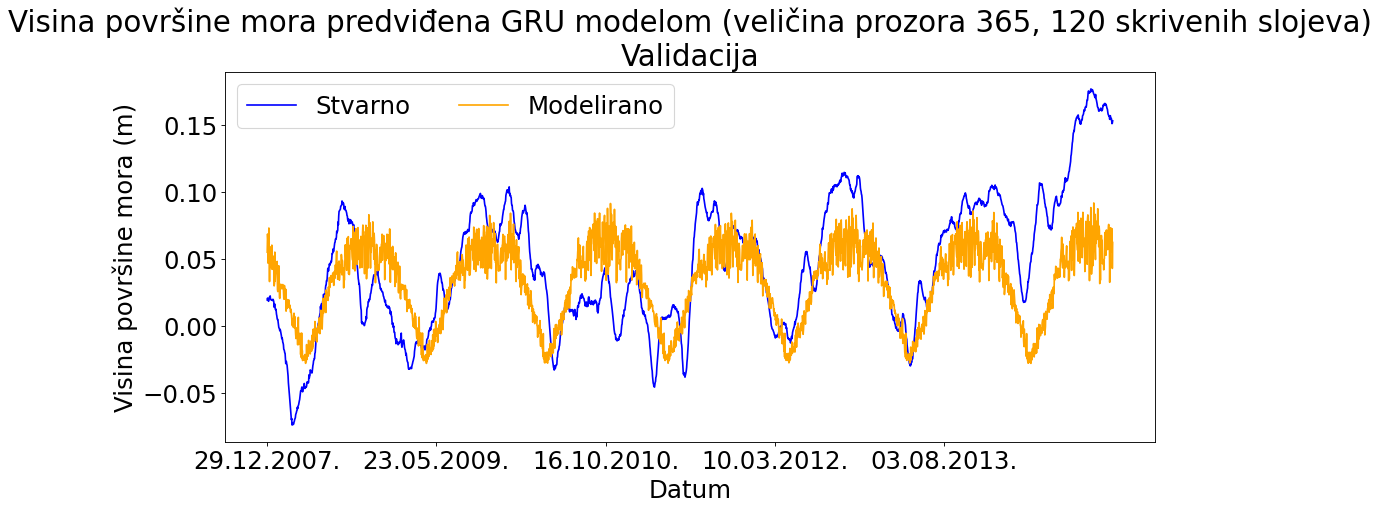 Visina površine mora predviđena GRU modelom (veličina prozora 365, 120 skrivenih slojeva)
Validacija
Stvarno
Modelirano
Visina površine mora (m)
0.15
0.10
0.05
0.00
−0.05
29.12.2007.
23.05.2009.
16.10.2010.
10.03.2012.
03.08.2013.
Datum